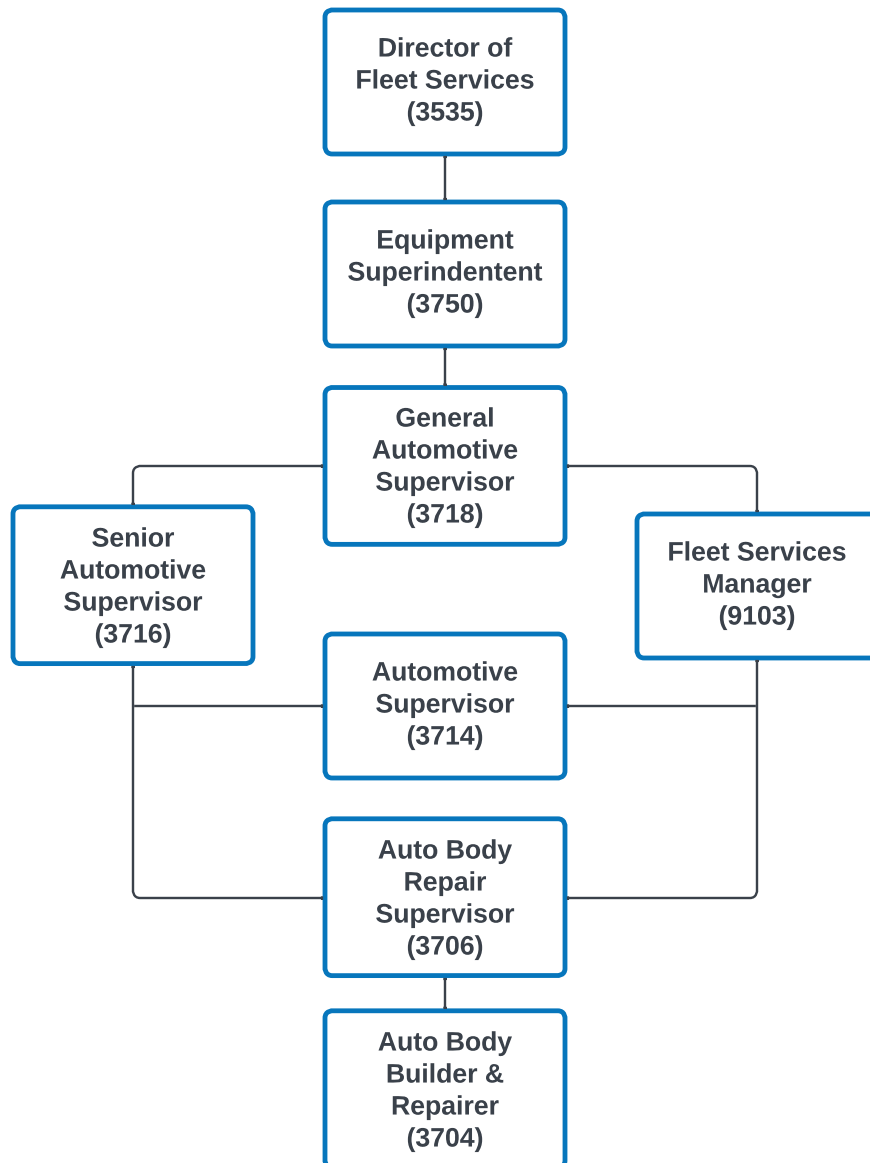 Director of
Fleet Services
(3535)
Equipment
Superindentent
(3750)
General
Automotive
Supervisor
(3718)
Senior
Automotive
Supervisor
(3716)
Fleet Services
Manager
(9103)
Automotive
Supervisor
(3714)
Auto Body
Repair
Supervisor
(3706)
Auto Body
Builder &
Repairer
(3704)